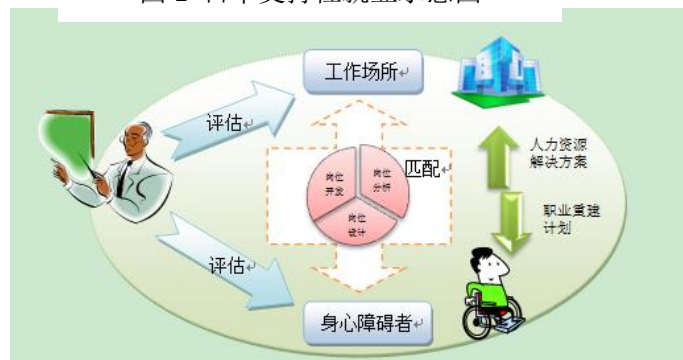 工作场所
评估
人力资源
解决方案
匹配
岗位
开发
岗位
分析
岗位
设计
职业重建
计划
评估
身心障碍者